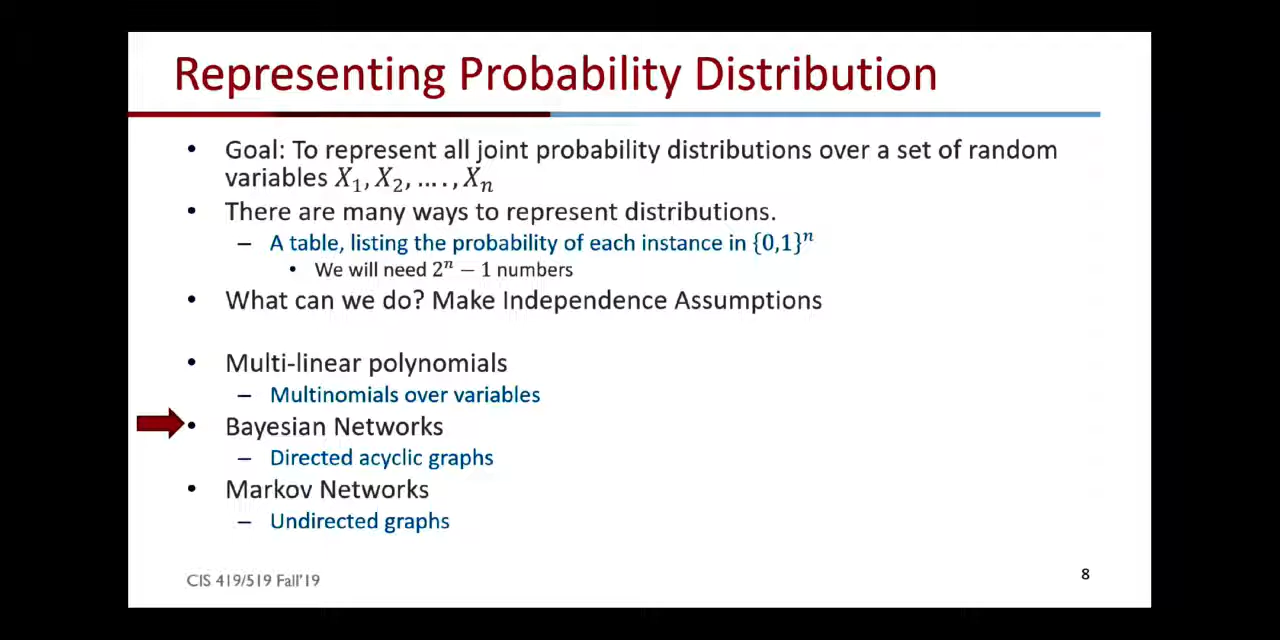 Representing Probability Distribution
• Goal: To represent all joint probability distributions over a set of random
variables X₁, X₂, …., Xₙ
• There are many ways to represent distributions.
– A table, listing the probability of each instance in {0,1}ⁿ
• We will need 2ⁿ − 1 numbers
• What can we do? Make Independence Assumptions
• Multi-linear polynomials
– Multinomials over variables
• Bayesian Networks
– Directed acyclic graphs
• Markov Networks
– Undirected graphs
CIS 419/519 Fall'19
8